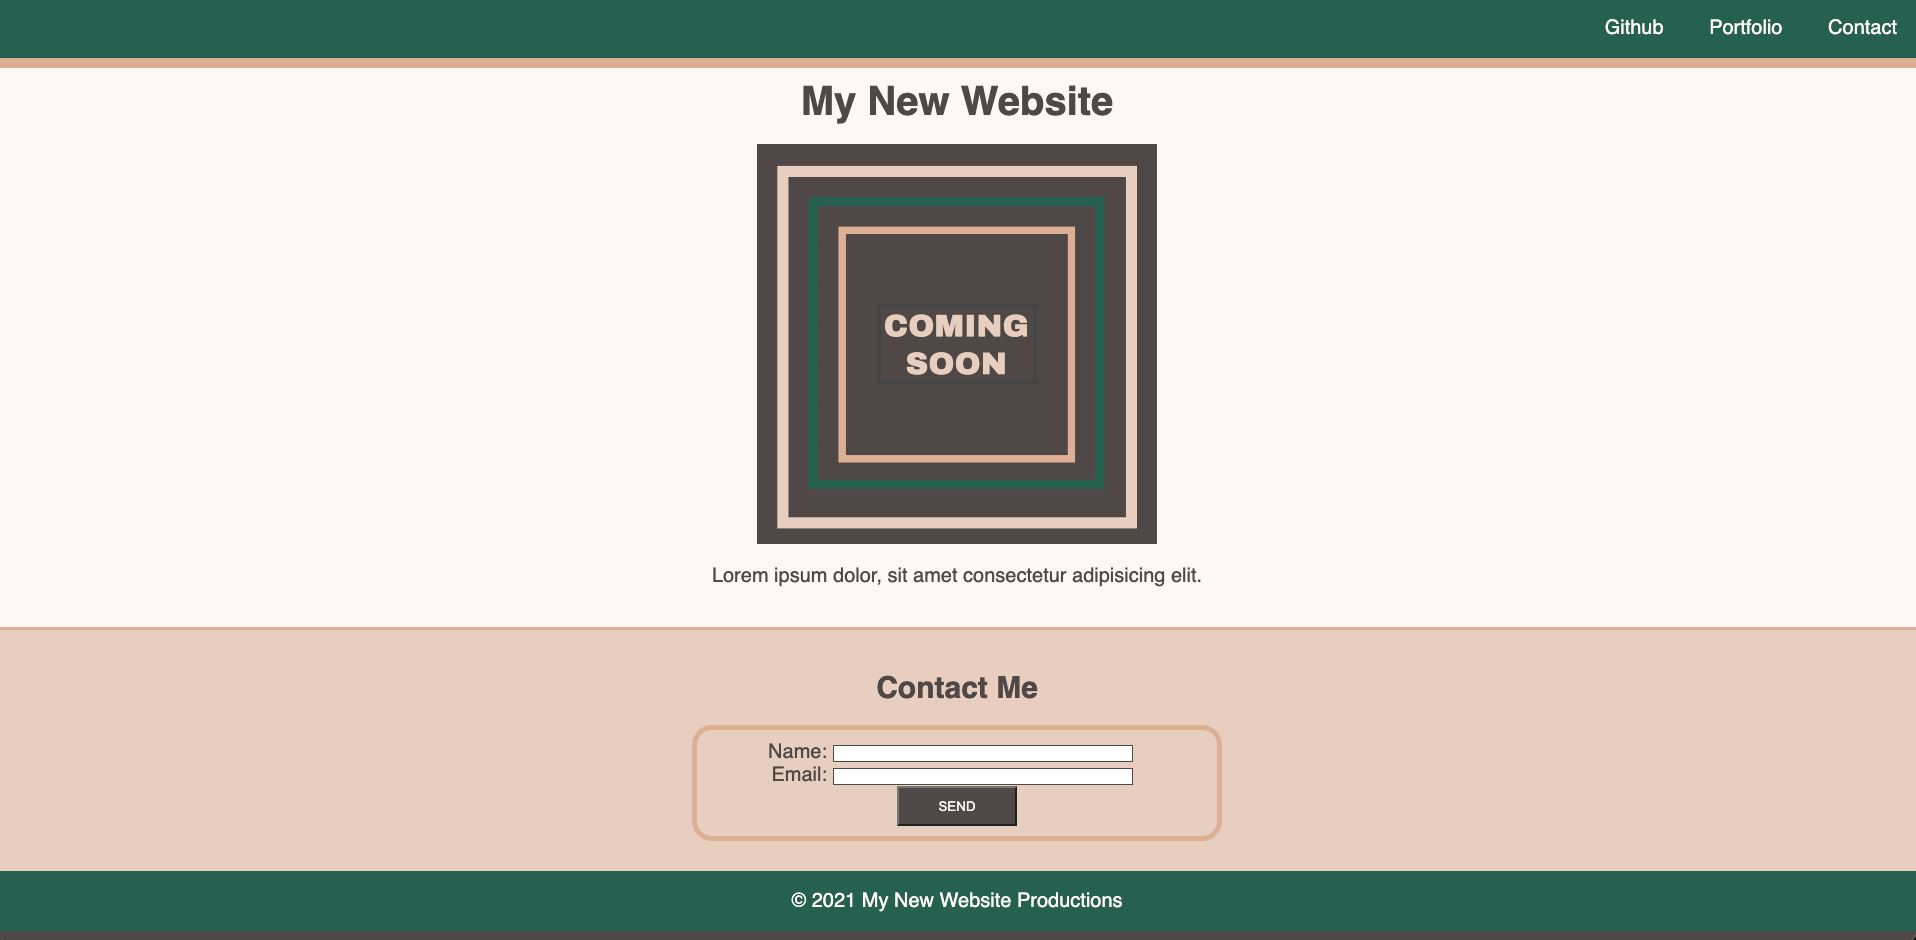 Github Portfolio Contact
My New Website
COMING
SOON
Lorem ipsum dolor, sit amet consectetur adipisicing elit.
Contact Me
Name:
Email:
SEND
© 2021 My New Website Productions